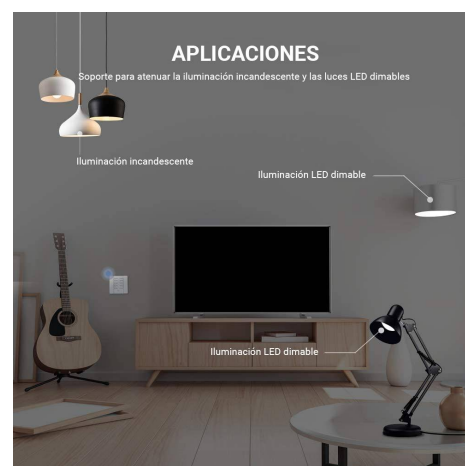 APLICACIONES
Soporte para atenuar la iluminación incandescente y las luces LED dimables
Iluminación incandescente
Iluminación LED dimable
Iluminación LED dimable